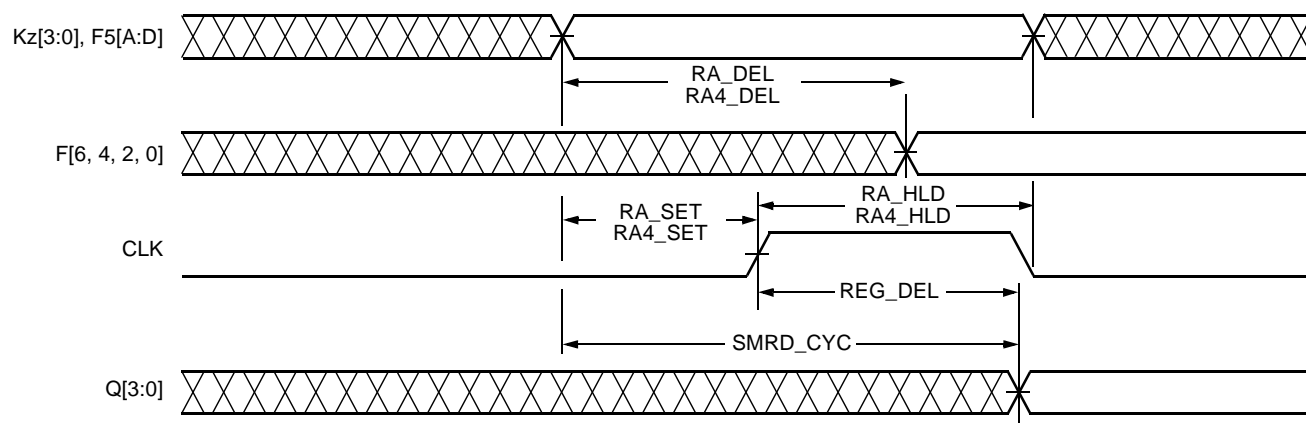 Kz[3:0], F5[A:D]
RA_DEL
RA4_DEL
F[6, 4, 2, 0]
RA_SET
RA4_SET
RA_HLD
RA4_HLD
CLK
REG_DEL
SMRD_CYC
Q[3:0]